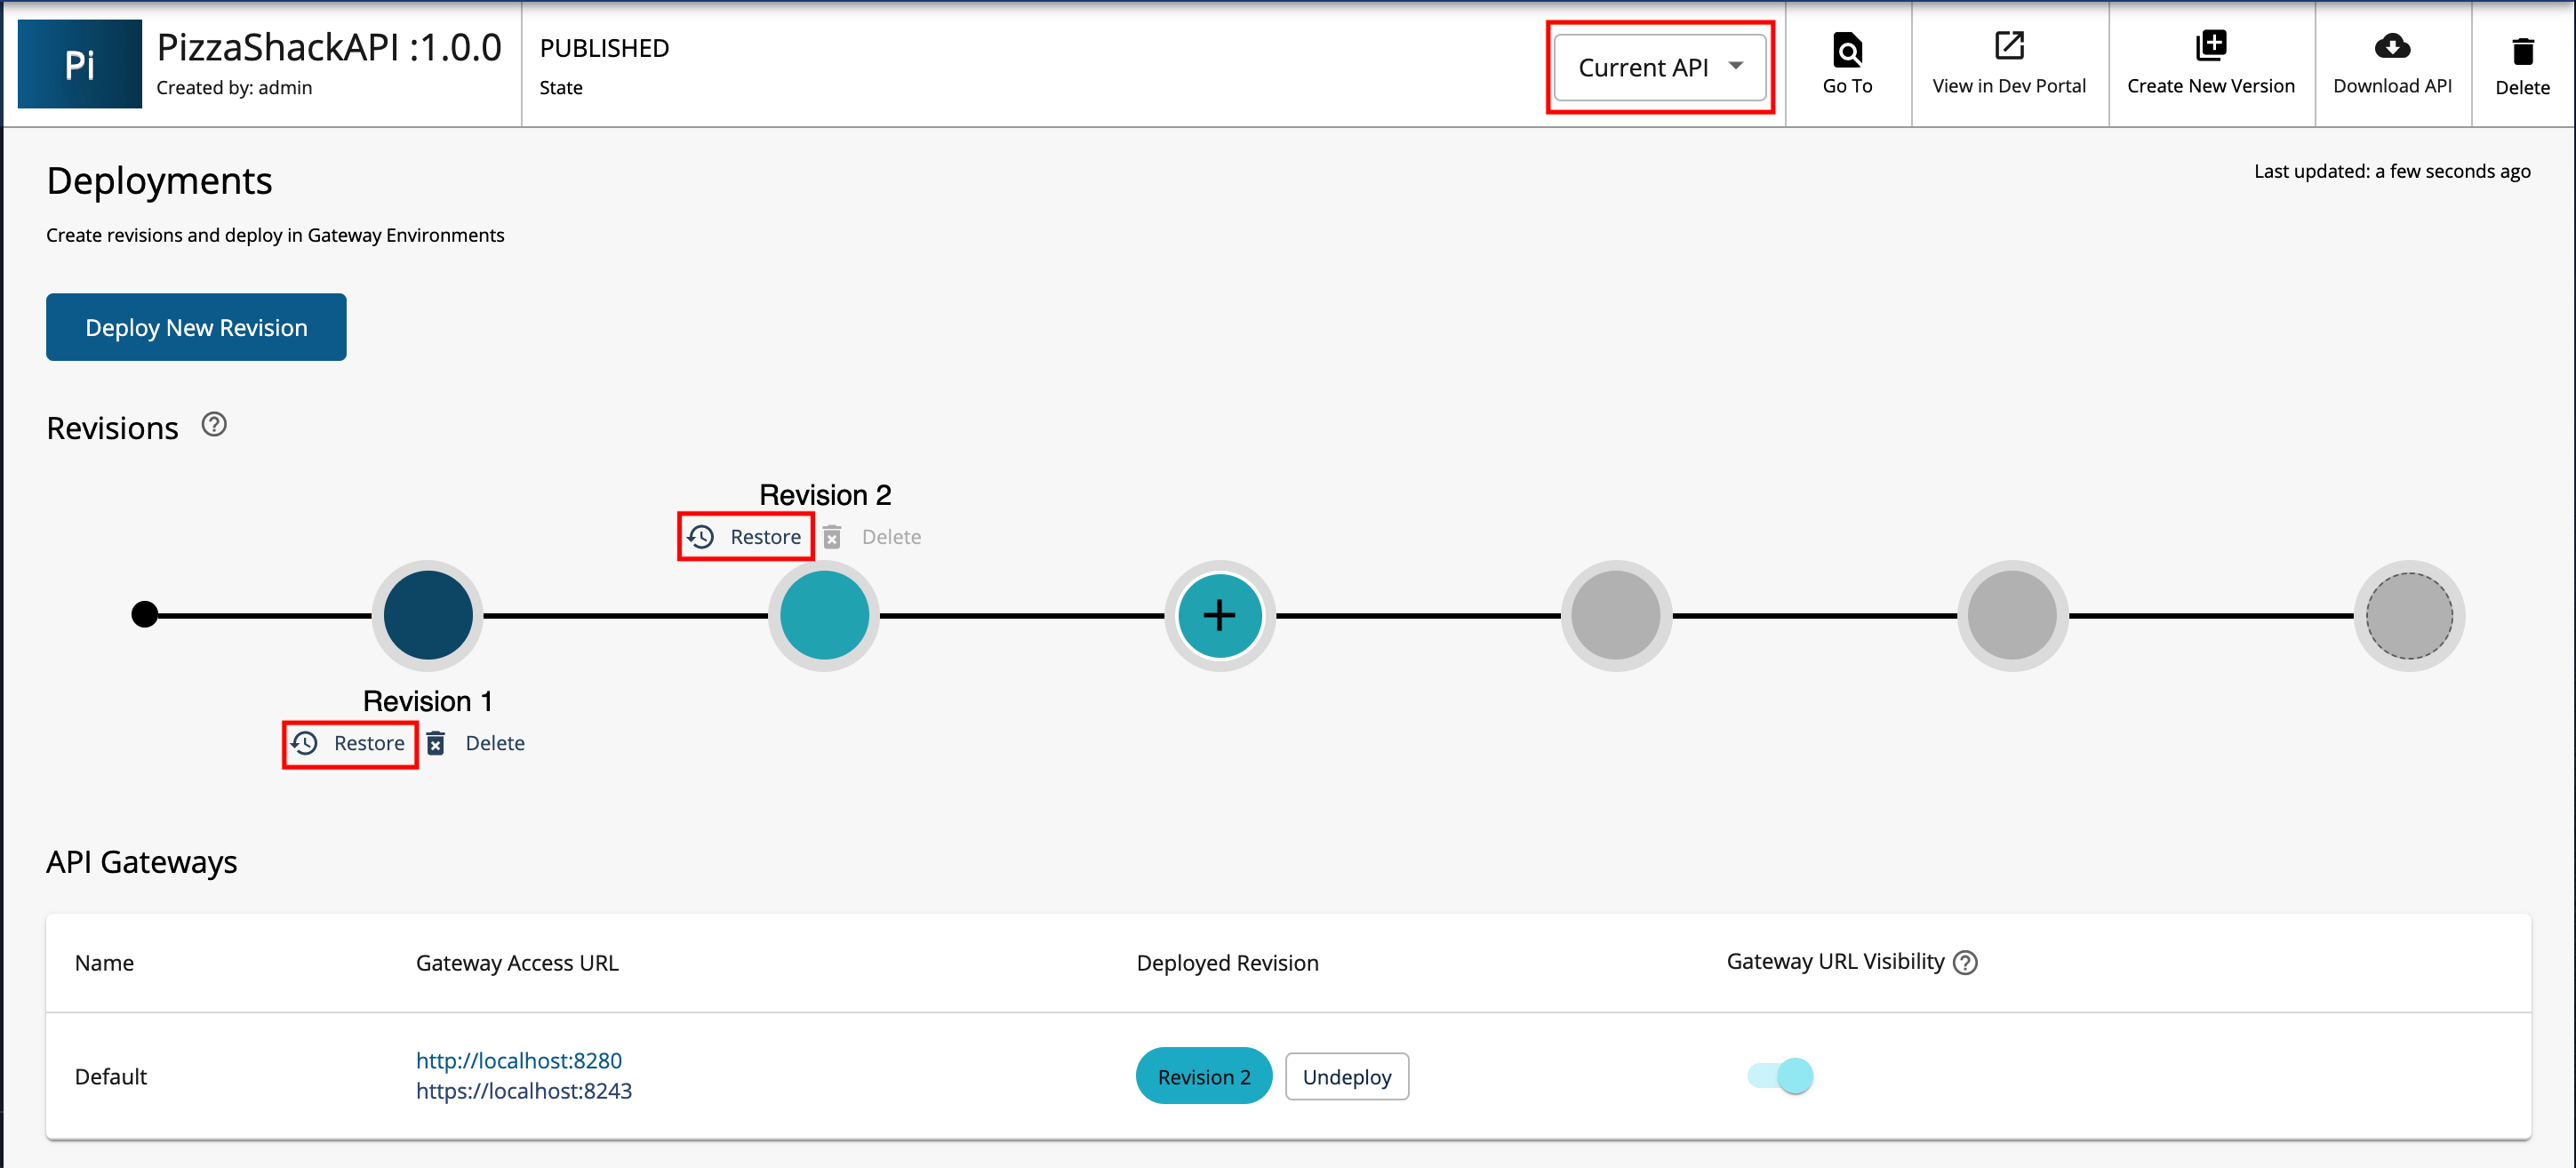 Pi
PizzaShackAPI :1.0.0
Created by: admin
PUBLISHED
State
Current API
Go To
View in Dev Portal
Create New Version
Download API
Delete
Deployments
Last updated: a few seconds ago
Create revisions and deploy in Gateway Environments
Deploy New Revision
Revisions
Revision 2
Restore
Delete
Revision 1
Restore
Delete
API Gateways
Name
Gateway Access URL
Deployed Revision
Gateway URL Visibility
Default
http://localhost:8280
https://localhost:8243
Revision 2
Undeploy